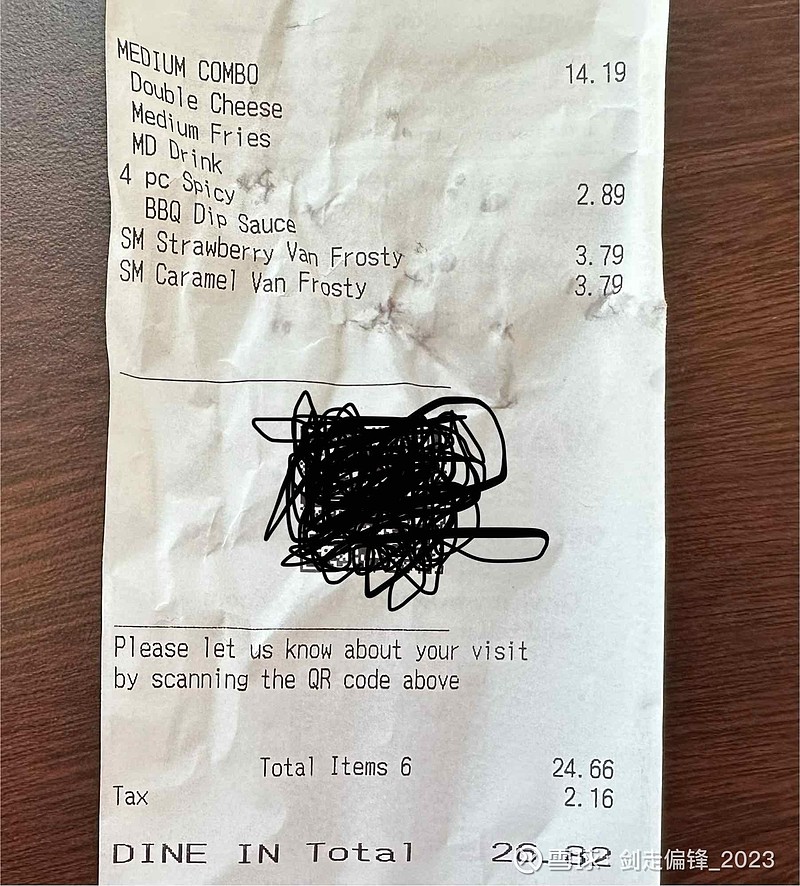 MEDIUM COMBO 14.19
Double Cheese
Medium Fries
MD Drink
4 pc Spicy 2.89
BBQ Dip Sauce
SM Strawberry Van Frosty 3.79
SM Caramel Van Frosty 3.79
Please let us know about your visit
by scanning the QR code above
Total Items 6 24.66
Tax 2.16
DINE IN Total 26.82
雪球: 剑走偏锋_2023